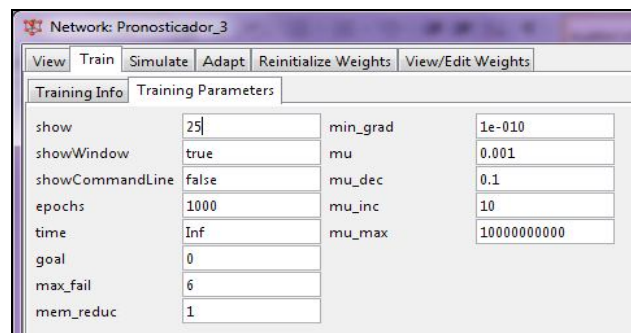 Network: Pronosticador_3
View Train Simulate Adapt Reinitialize Weights View/Edit Weights
Training Info Training Parameters
show 25 min_grad 1e-010
showWindow true mu 0.001
showCommandLine false mu_dec 0.1
epochs 1000 mu_inc 10
time Inf mu_max 10000000000
goal 0
max_fail 6
mem_reduc 1